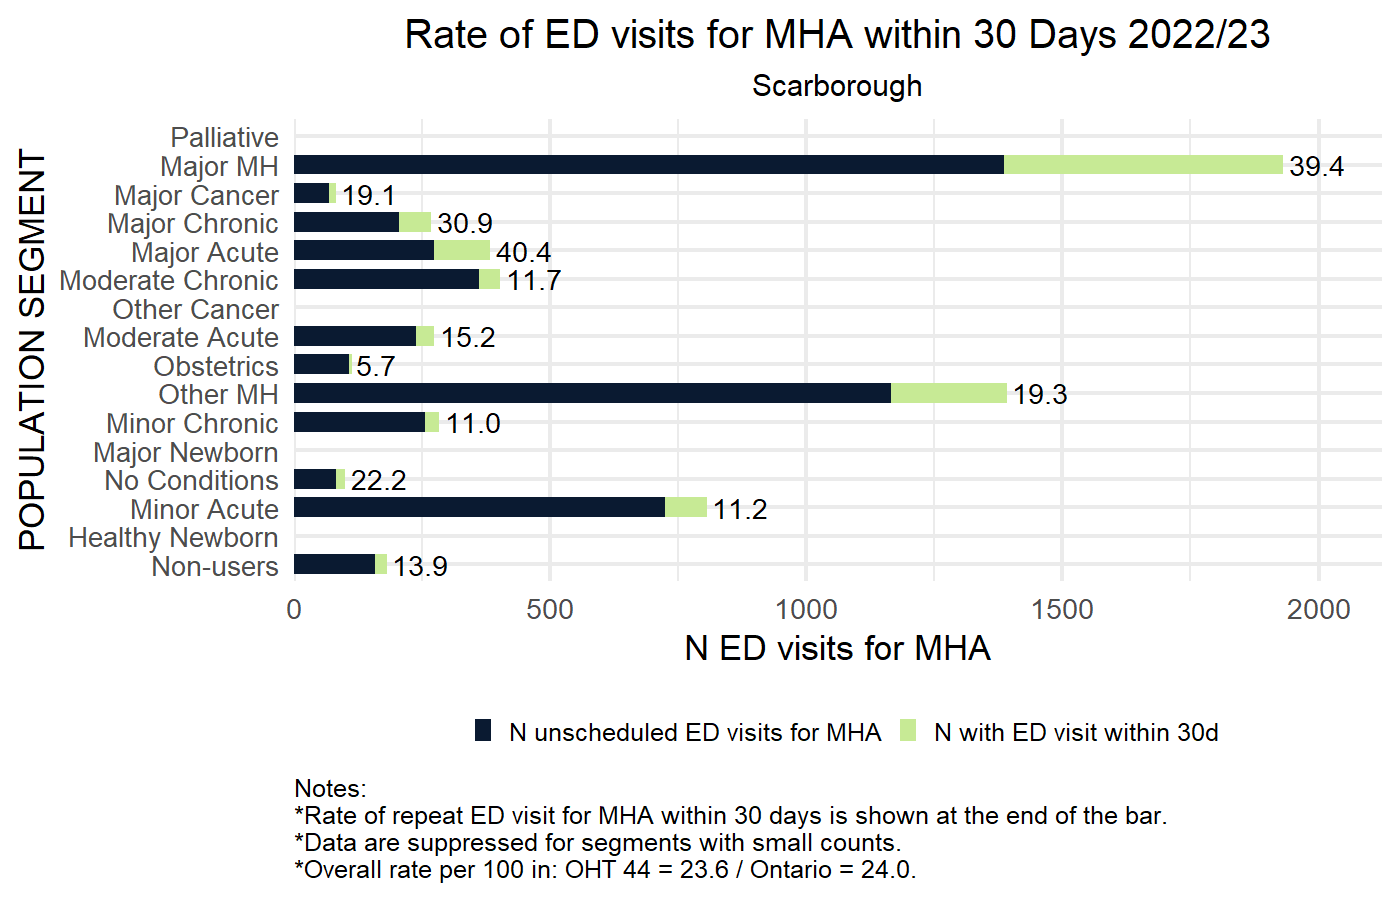 Rate of ED visits for MHA within 30 Days 2022/23
Scarborough
POPULATION SEGMENT
Palliative
Major MH 39.4
Major Cancer 19.1
Major Chronic 30.9
Major Acute 40.4
Moderate Chronic 11.7
Other Cancer
Moderate Acute 15.2
Obstetrics 5.7
Other MH 19.3
Minor Chronic 11.0
Major Newborn
No Conditions 22.2
Minor Acute 11.2
Healthy Newborn
Non-users 13.9
0 500 1000 1500 2000
N ED visits for MHA
N unscheduled ED visits for MHA N with ED visit within 30d
Notes:
*Rate of repeat ED visit for MHA within 30 days is shown at the end of the bar.
*Data are suppressed for segments with small counts.
*Overall rate per 100 in: OHT 44 = 23.6 / Ontario = 24.0.